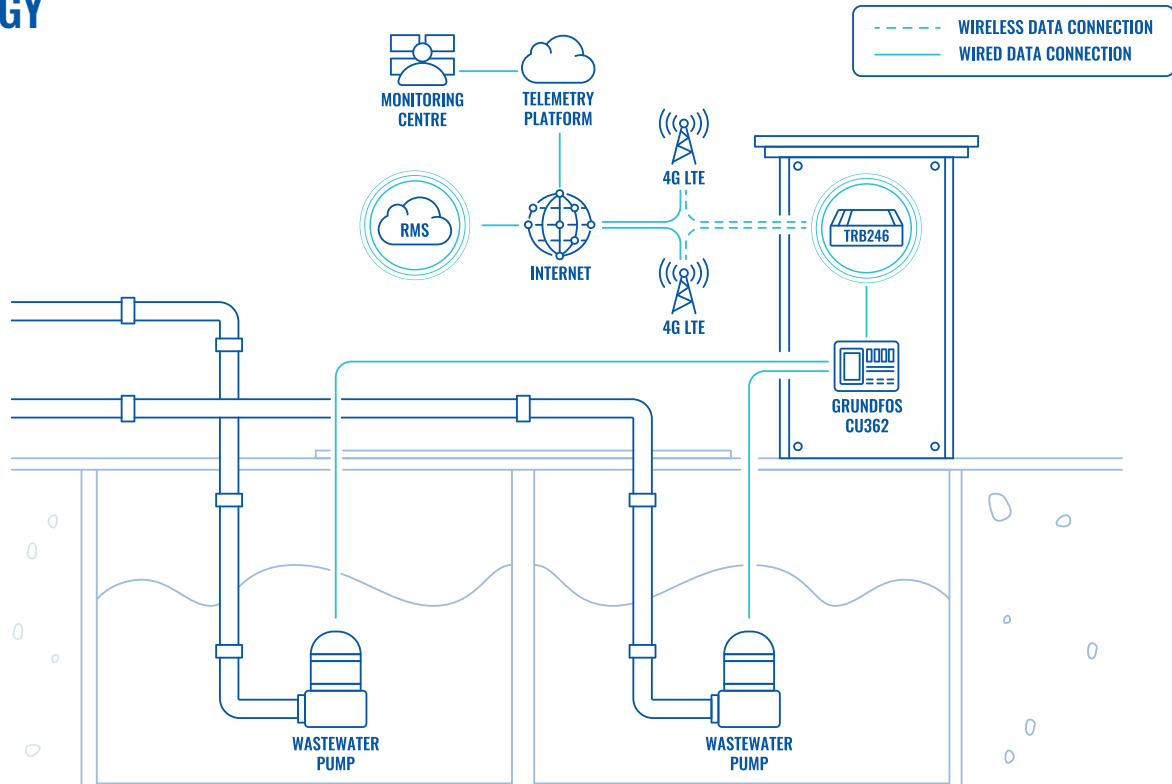 GY
WIRELESS DATA CONNECTION
WIRED DATA CONNECTION
MONITORING
CENTRE
TELEMETRY
PLATFORM
4G LTE
RMS
TRB246
INTERNET
4G LTE
GRUNDFOS
CU362
WASTEWATER
PUMP
WASTEWATER
PUMP